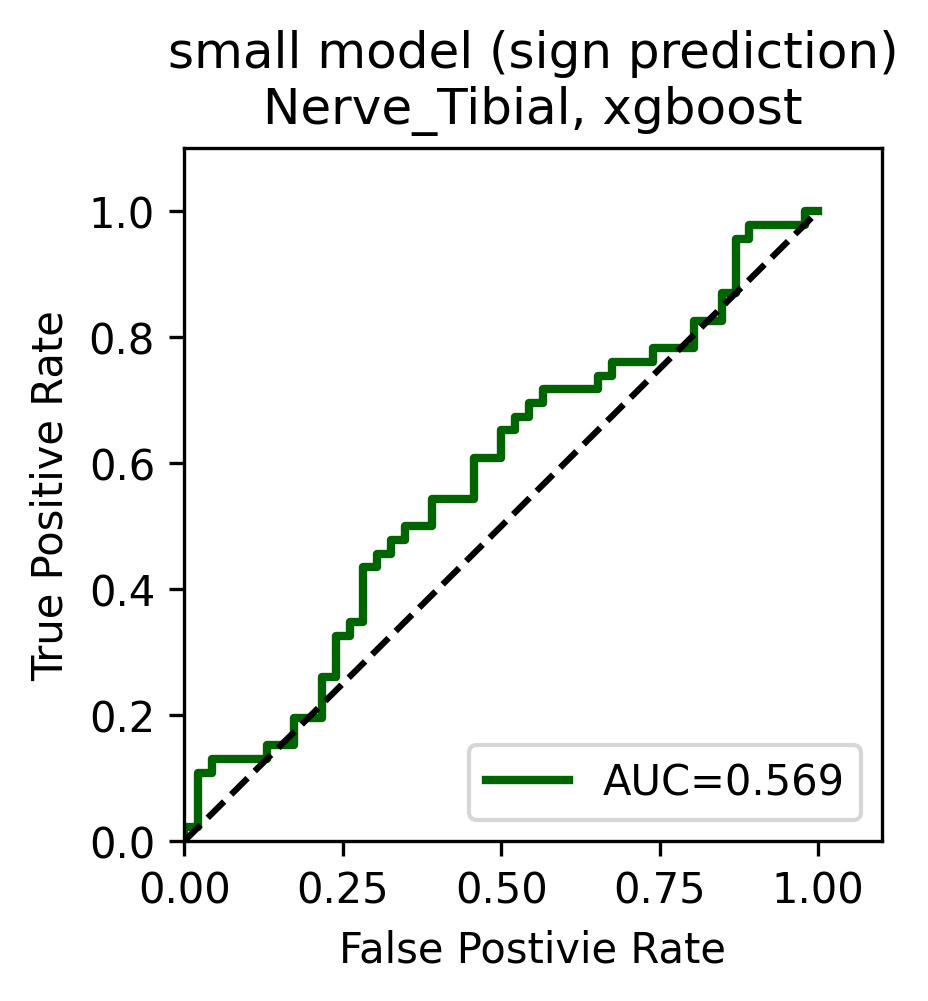 small model (sign prediction)
Nerve_Tibial, xgboost
1.0
0.8
0.6
0.4
0.2
0.0
True Positive Rate
AUC=0.569
0.00 0.25 0.50 0.75 1.00
False Postivie Rate